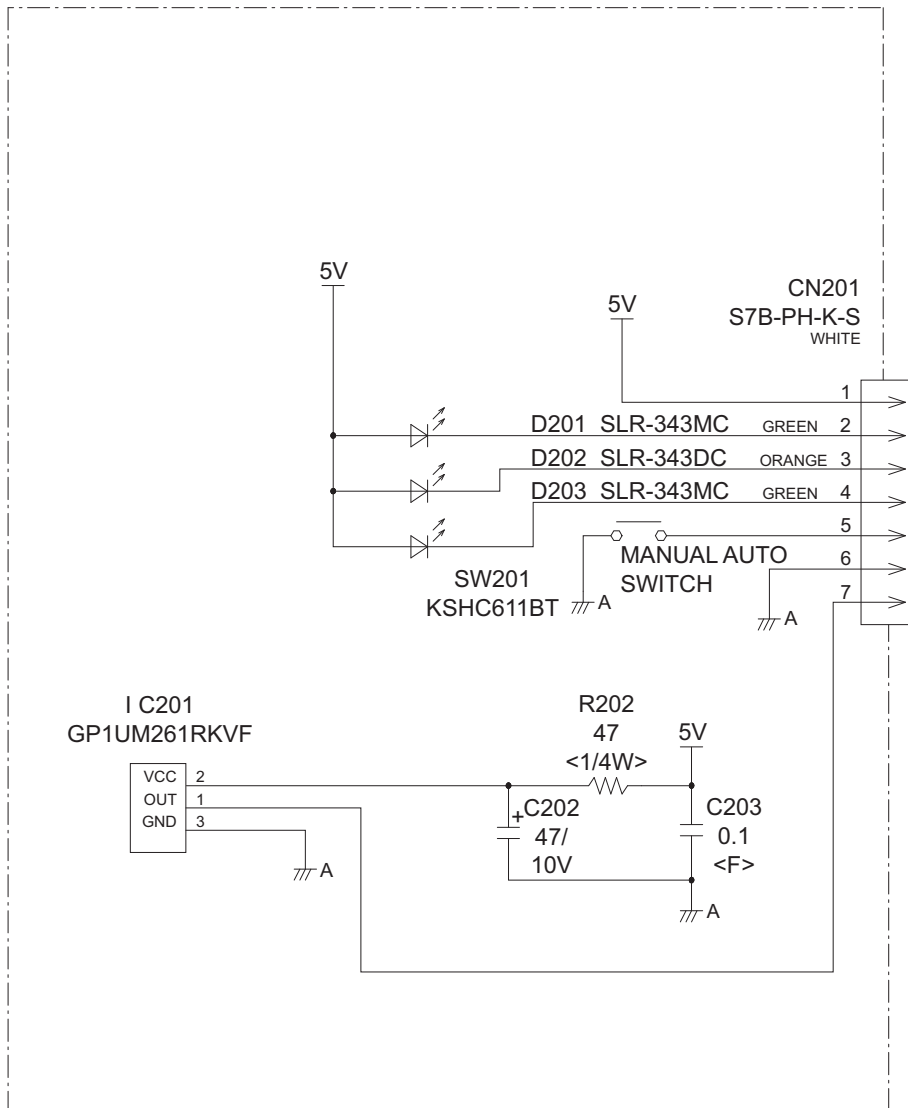 5V
5V
CN201
S7B-PH-K-S
WHITE
1
D201 SLR-343MC GREEN 2
D202 SLR-343DC ORANGE 3
D203 SLR-343MC GREEN 4
5
MANUAL AUTO
SWITCH
6
SW201
KSHC611BT
A
A
7
I C201
GP1UM261RKVF
VCC 2
OUT 1
GND 3
A
R202
47
<1/4W>
5V
+
C202
47/
10V
C203
0.1
<F>
A